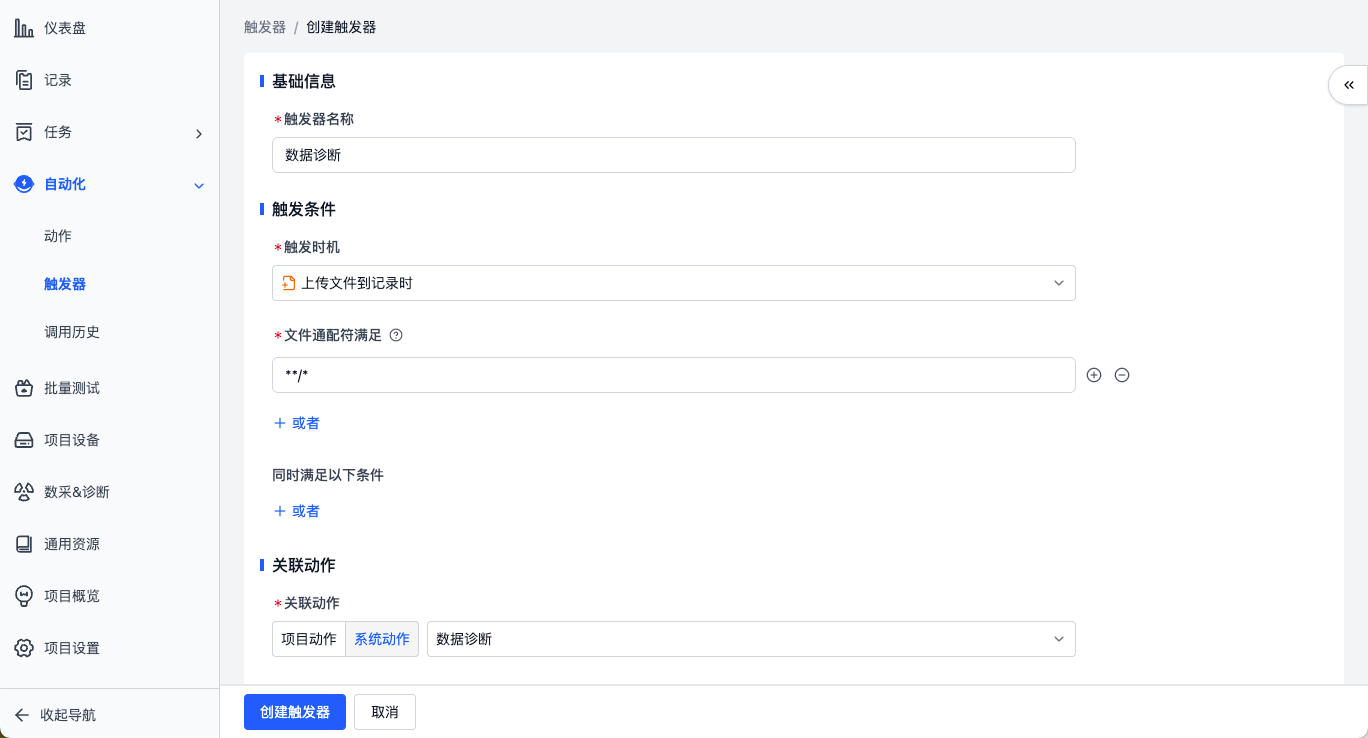 仪表盘
记录
任务
自动化
动作
触发器
调用历史
批量测试
项目设备
数采&诊断
通用资源
项目概览
项目设置
收起导航
触发器 / 创建触发器
基础信息
*触发器名称
数据诊断
触发条件
*触发时机
上传文件到记录时
*文件通配符满足
**/*
+ 或者
同时满足以下条件
+ 或者
关联动作
*关联动作
项目动作 系统动作 数据诊断
创建触发器 取消